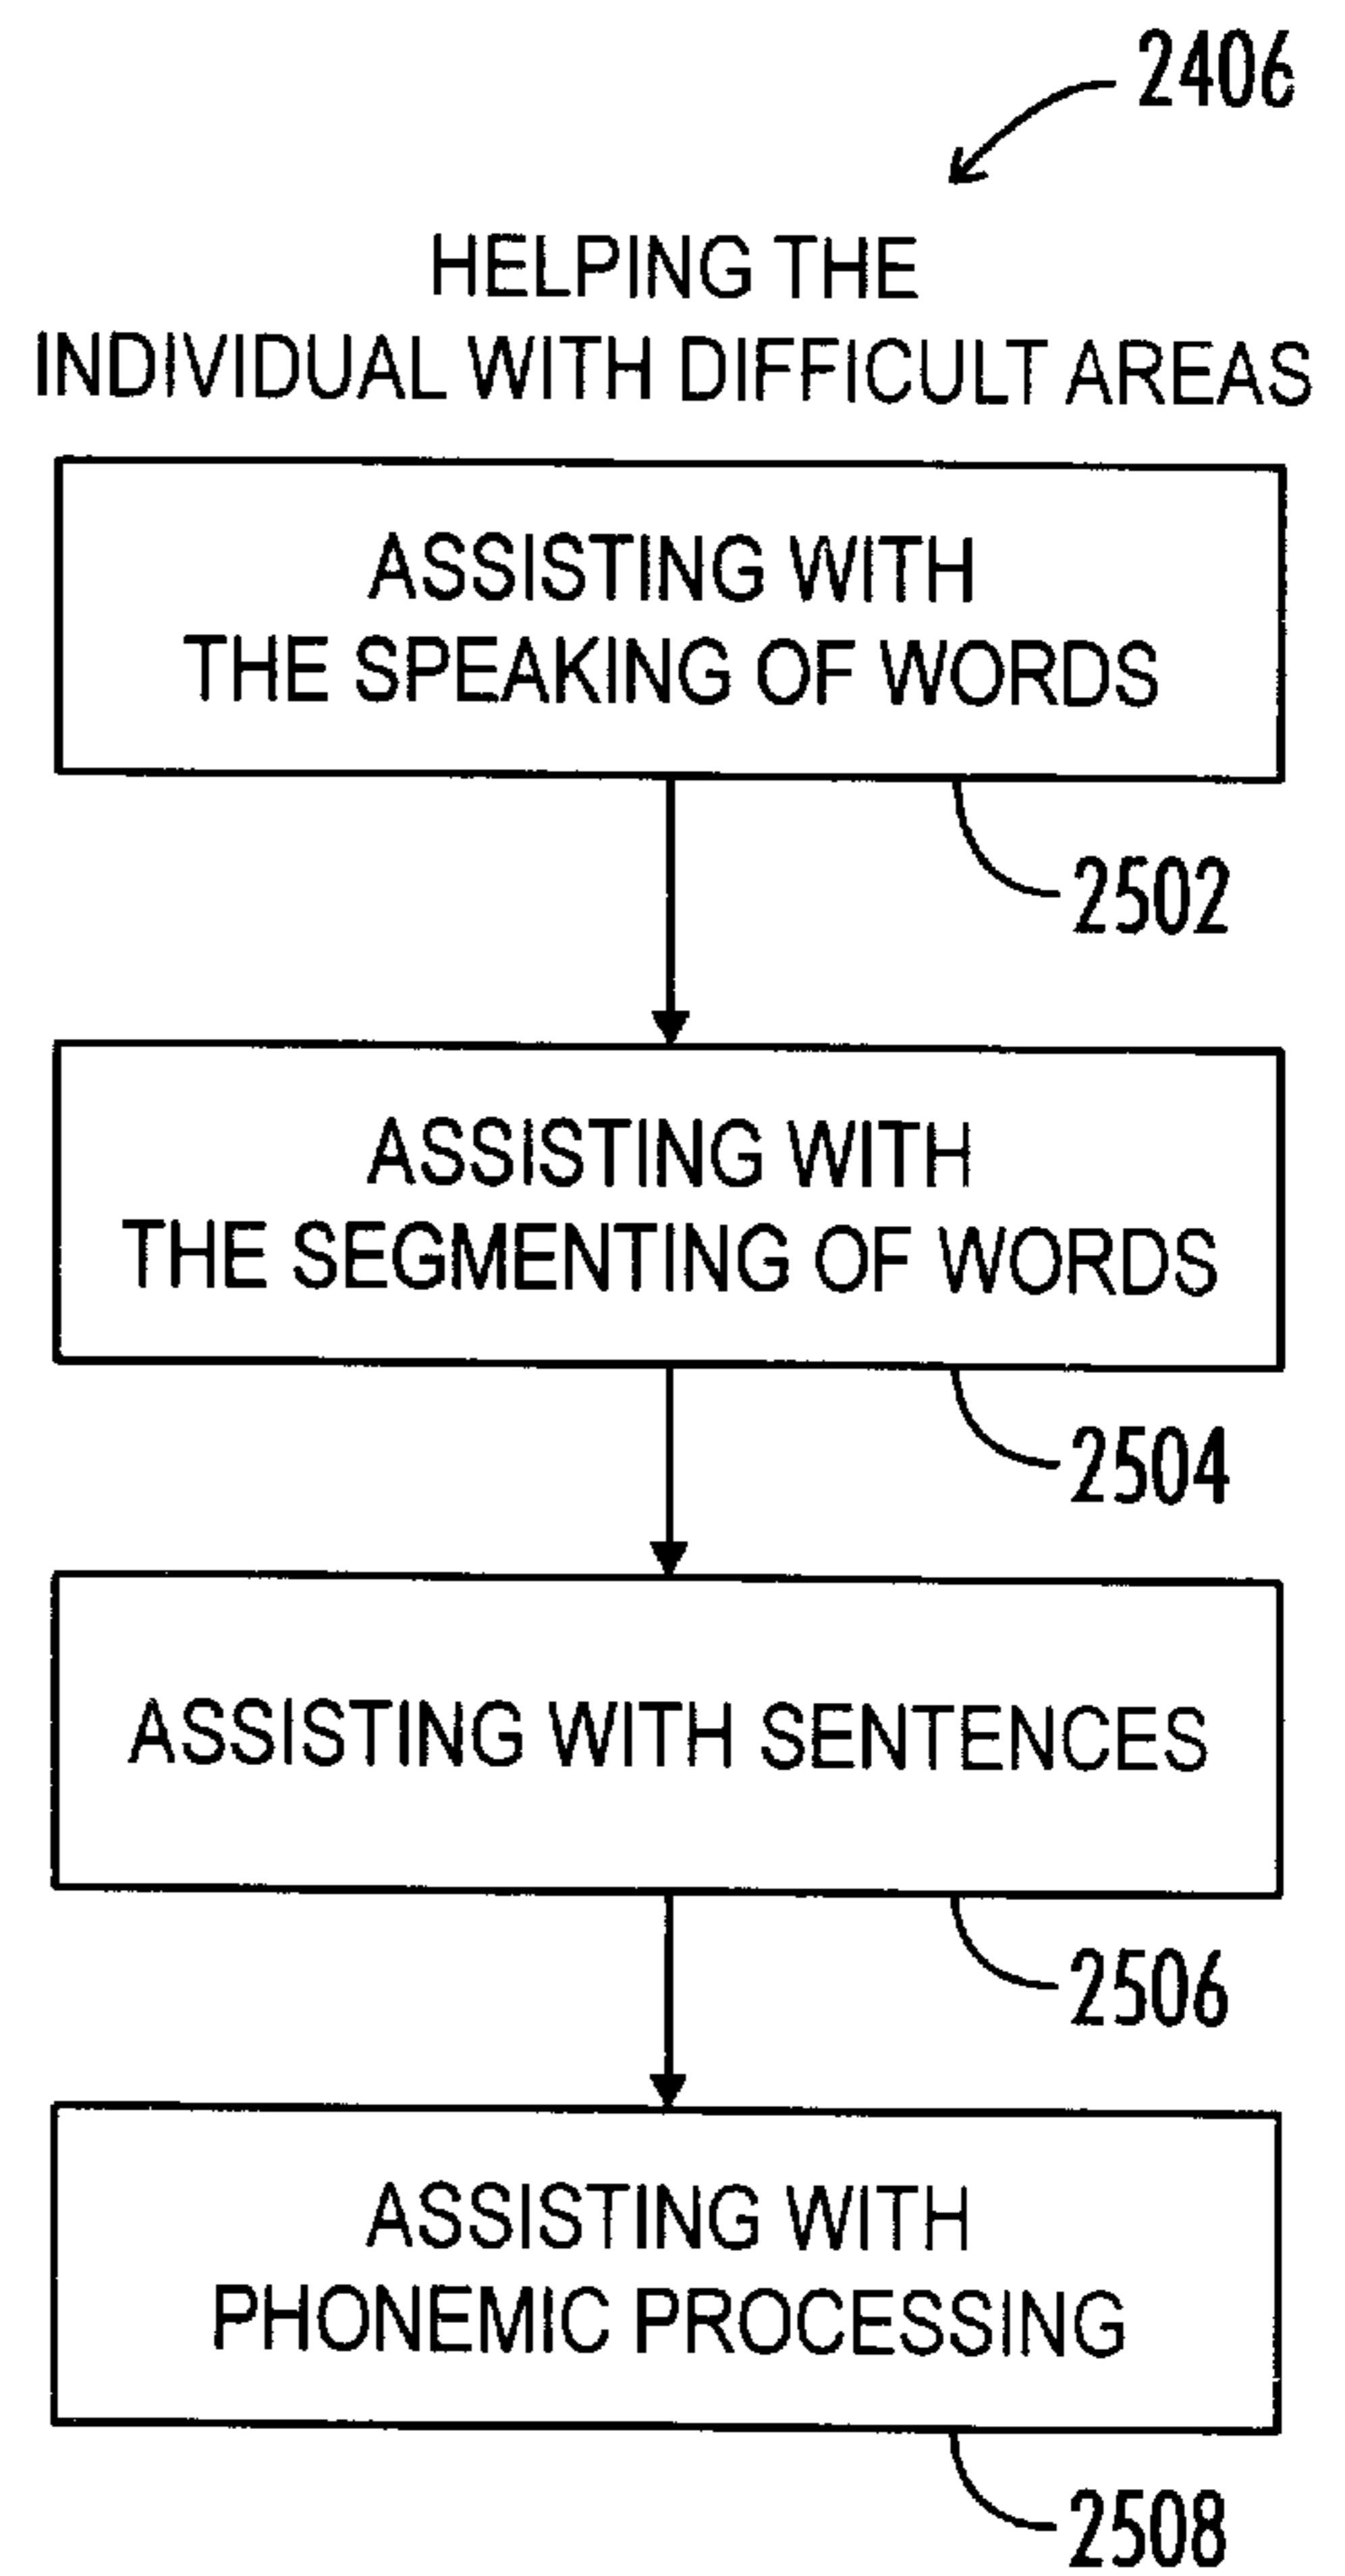 2406
HELPING THE
INDIVIDUAL WITH DIFFICULT AREAS
ASSISTING WITH
THE SPEAKING OF WORDS
2502
ASSISTING WITH
THE SEGMENTING OF WORDS
2504
ASSISTING WITH SENTENCES
2506
ASSISTING WITH
PHONEMIC PROCESSING
2508